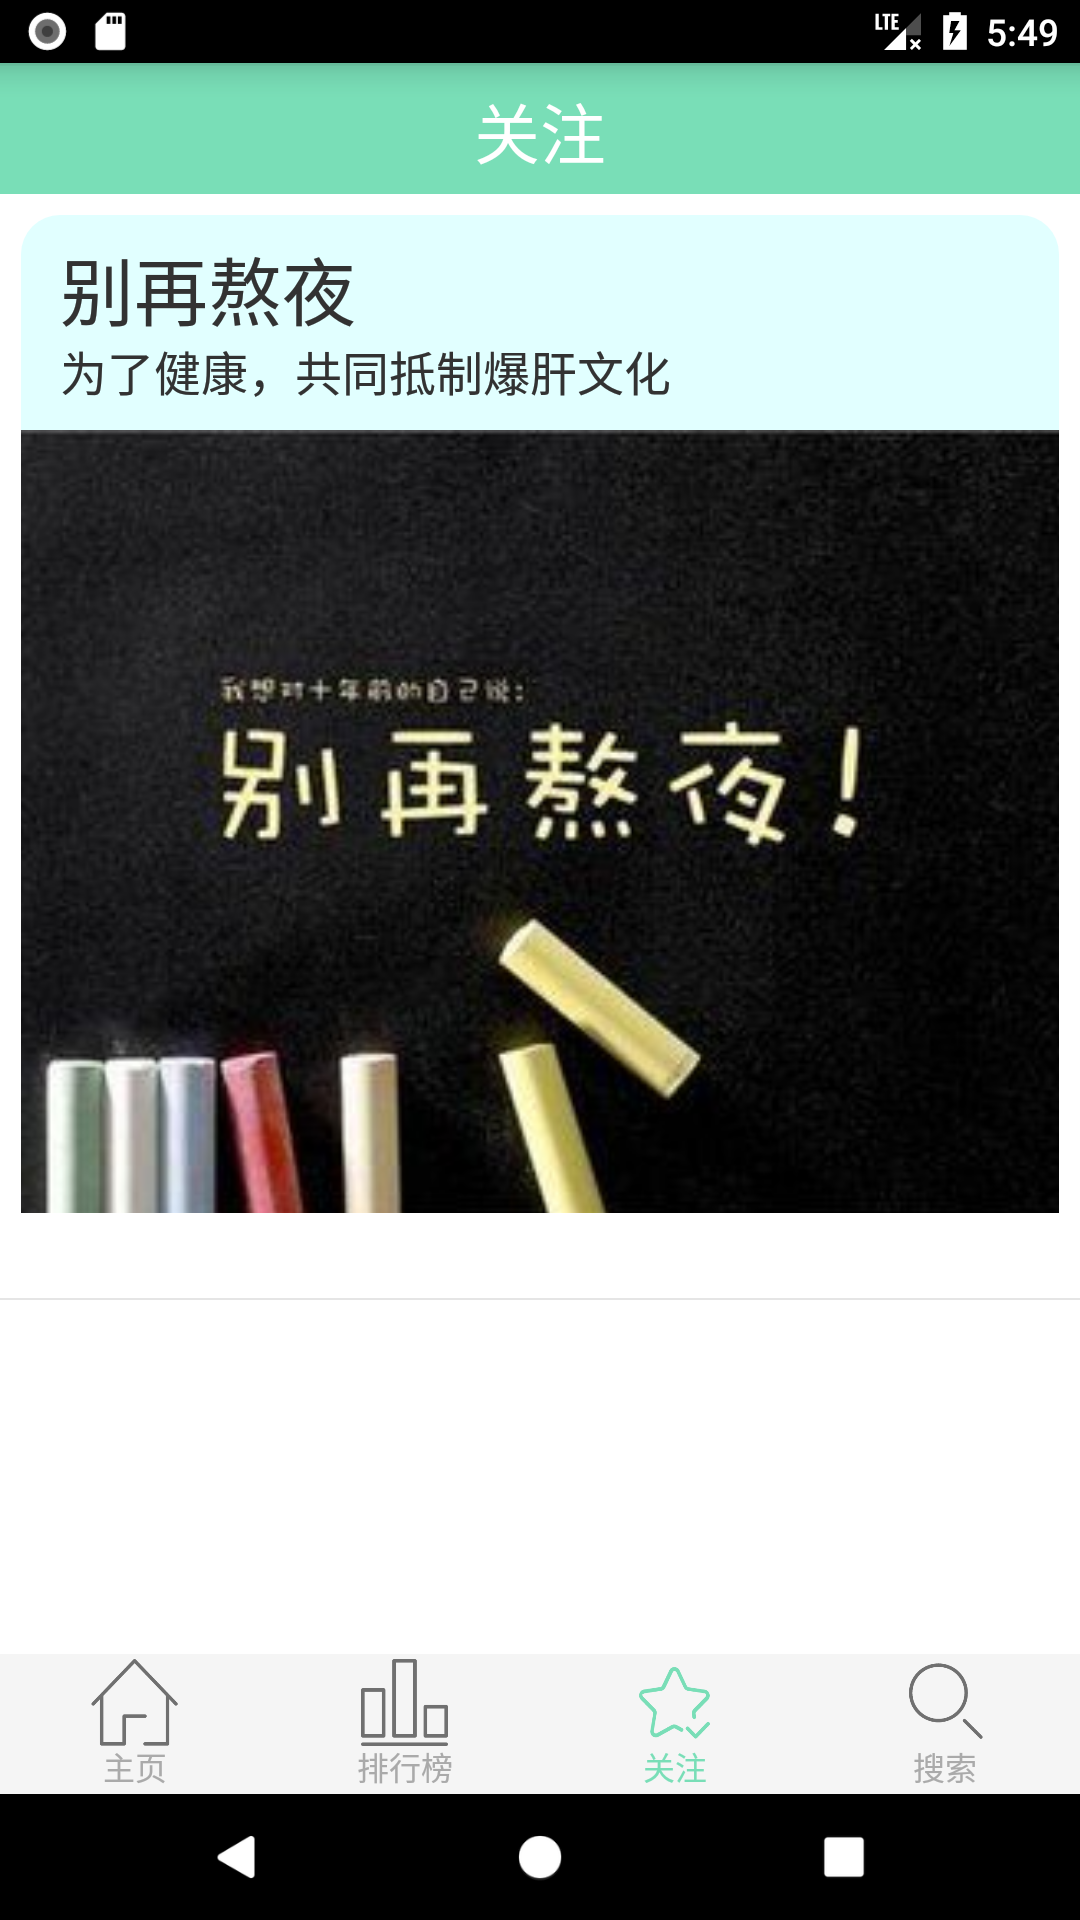 LTE 5:49
关注
别再熬夜
为了健康，共同抵制爆肝文化
我想对十年前的自己说：
别再熬夜！
主页 排行榜 关注 搜索